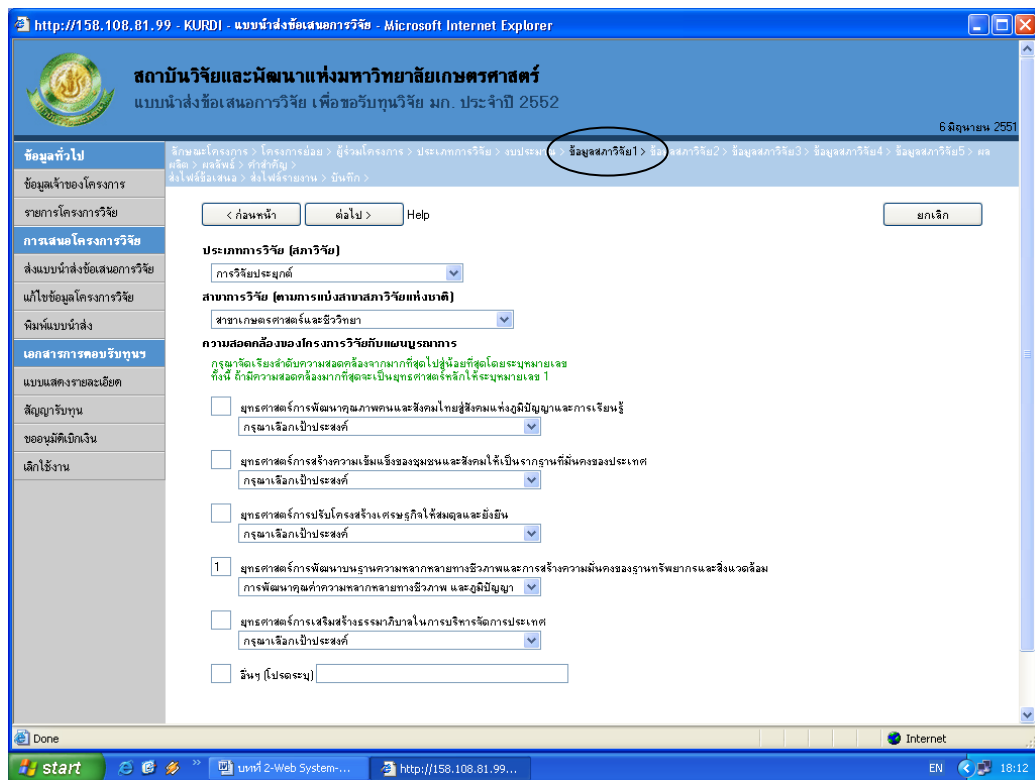 http://158.108.81.99 - KURDI - แบบนำส่งข้อเสนอการวิจัย - Microsoft Internet Explorer
สถาบันวิจัยและพัฒนาแห่งมหาวิทยาลัยเกษตรศาสตร์
แบบนำส่งข้อเสนอการวิจัย เพื่อขอรับทุนวิจัย มก. ประจำปี 2552
6 มิถุนายน 2551
ลักษณะโครงการ > โครงการย่อย > ผู้ร่วมโครงการ > ประเภทการวิจัย > งบประมาณ > ข้อมูลสภาวิจัย1 > ข้อมูลสภาวิจัย2 > ข้อมูลสภาวิจัย3 > ข้อมูลสภาวิจัย4 > ข้อมูลสภาวิจัย5 > ผล
ผลิต > ผลลัพธ์ > คำสำคัญ >
ส่งไฟล์ข้อเสนอ > ส่งไฟล์รายงาน > บันทึก >
ข้อมูลทั่วไป
ข้อมูลเจ้าของโครงการ
รายการโครงการวิจัย
การเสนอโครงการวิจัย
ส่งแบบนำส่งข้อเสนอการวิจัย
แก้ไขข้อมูลโครงการวิจัย
พิมพ์แบบนำส่ง
เอกสารการตอบรับทุนฯ
แบบแสดงรายละเอียด
สัญญารับทุน
ขออนุมัติเบิกเงิน
เลิกใช้งาน
< ก่อนหน้า ต่อไป > Help ยกเลิก
ประเภทการวิจัย (สภาวิจัย)
การวิจัยประยุกต์
สาขาการวิจัย (ตามการแบ่งสาขาสภาวิจัยแห่งชาติ)
สาขาเกษตรศาสตร์และชีววิทยา
ความสอดคล้องของโครงการวิจัยกับแผนบูรณาการ
กรุณาจัดเรียงลำดับความสอดคล้องจากมากที่สุดไปสู่น้อยที่สุดโดยระบุหมายเลข
ทั้งนี้ ถ้ามีความสอดคล้องมากที่สุดจะเป็นยุทธศาสตร์หลักให้ระบุหมายเลข 1
ยุทธศาสตร์การพัฒนาคุณภาพคนและสังคมไทยสู่สังคมแห่งภูมิปัญญาและการเรียนรู้
กรุณาเลือกเป้าประสงค์
ยุทธศาสตร์การสร้างความเข้มแข็งของชุมชนและสังคมให้เป็นรากฐานที่มั่นคงของประเทศ
กรุณาเลือกเป้าประสงค์
ยุทธศาสตร์การปรับโครงสร้างเศรษฐกิจให้สมดุลและยั่งยืน
กรุณาเลือกเป้าประสงค์
1 ยุทธศาสตร์การพัฒนาบนฐานความหลากหลายทางชีวภาพและการสร้างความมั่นคงของฐานทรัพยากรและสิ่งแวดล้อม
การพัฒนาคุณค่าความหลากหลายทางชีวภาพ และภูมิปัญญา
ยุทธศาสตร์การเสริมสร้างธรรมาภิบาลในการบริหารจัดการประเทศ
กรุณาเลือกเป้าประสงค์
อื่นๆ (โปรดระบุ)
Done Internet
start บทที่ 2-Web System-... http://158.108.81.99... EN 18:12